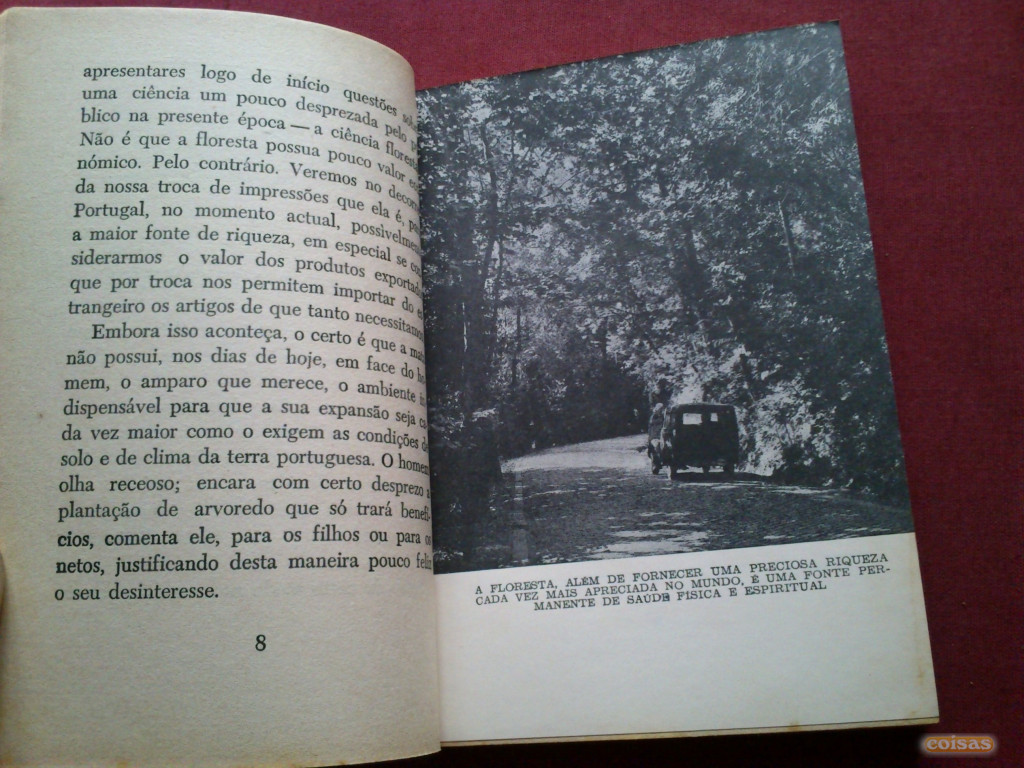 apresentares logo de início questões
uma ciência um pouco desprezada pelo
blico na presente época — a ciência
Não é que a floresta possua pouco valor
nómico. Pelo contrário. Veremos no
da nossa troca de impressões que ela é,
Portugal, no momento actual,
a maior fonte de riqueza, em especial se
siderarmos o valor dos produtos
que por troca nos permitem importar do
trangeiro os artigos de que tanto
Embora isso aconteça, o certo é que a
não possui, nos dias de hoje, em face do
mem, o amparo que merece, o ambiente
dispensável para que a sua expansão seja
da vez maior como o exigem as condições
solo e de clima da terra portuguesa. O homem
olha receoso; encara com certo desprezo a
plantação de arvoredo que só trará benefí-
cios, comenta ele, para os filhos ou para os
netos, justificando desta maneira pouco feliz
o seu desinteresse.
8
A FLORESTA, ALÉM DE FORNECER UMA PRECIOSA RIQUEZA
CADA VEZ MAIS APRECIADA NO MUNDO, É UMA FONTE PER-
MANENTE DE SAÚDE FÍSICA E ESPIRITUAL
coisas